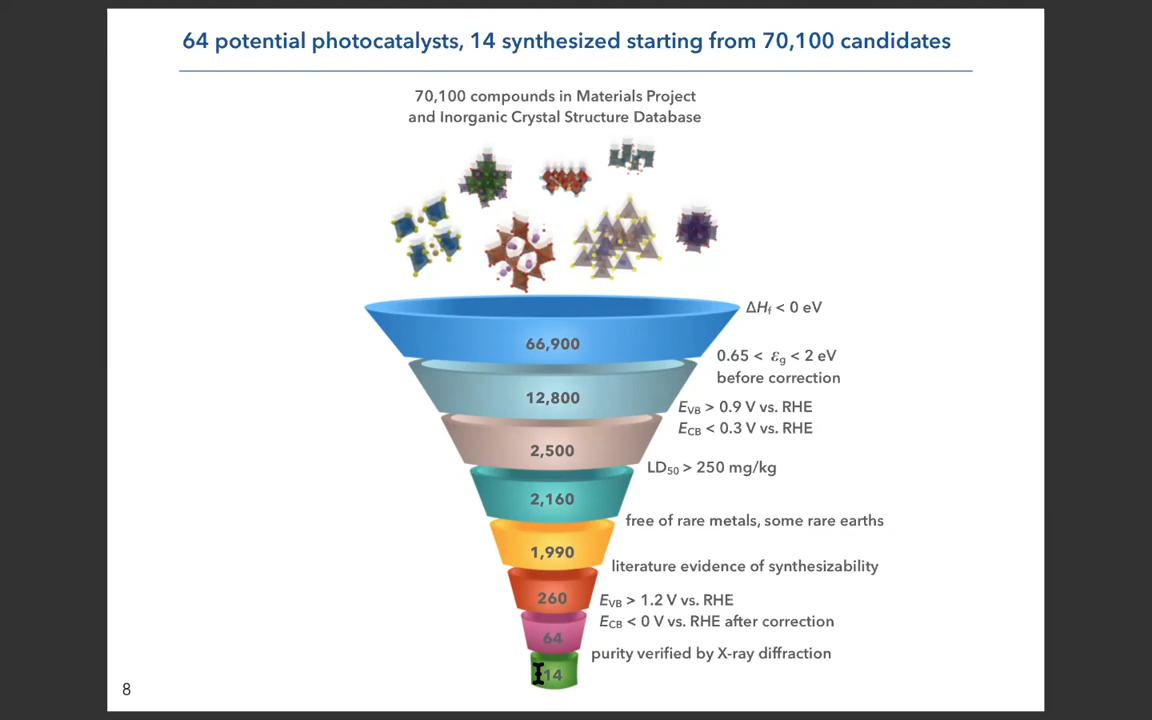 64 potential photocatalysts, 14 synthesized starting from 70,100 candidates
70,100 compounds in Materials Project
and Inorganic Crystal Structure Database
ΔHf < 0 eV
66,900
0.65 < εg < 2 eV
before correction
12,800
EVB > 0.9 V vs. RHE
ECB < 0.3 V vs. RHE
2,500
LD50 > 250 mg/kg
2,160
free of rare metals, some rare earths
1,990
literature evidence of synthesizability
260
EVB > 1.2 V vs. RHE
ECB < 0 V vs. RHE after correction
64
purity verified by X-ray diffraction
14
8